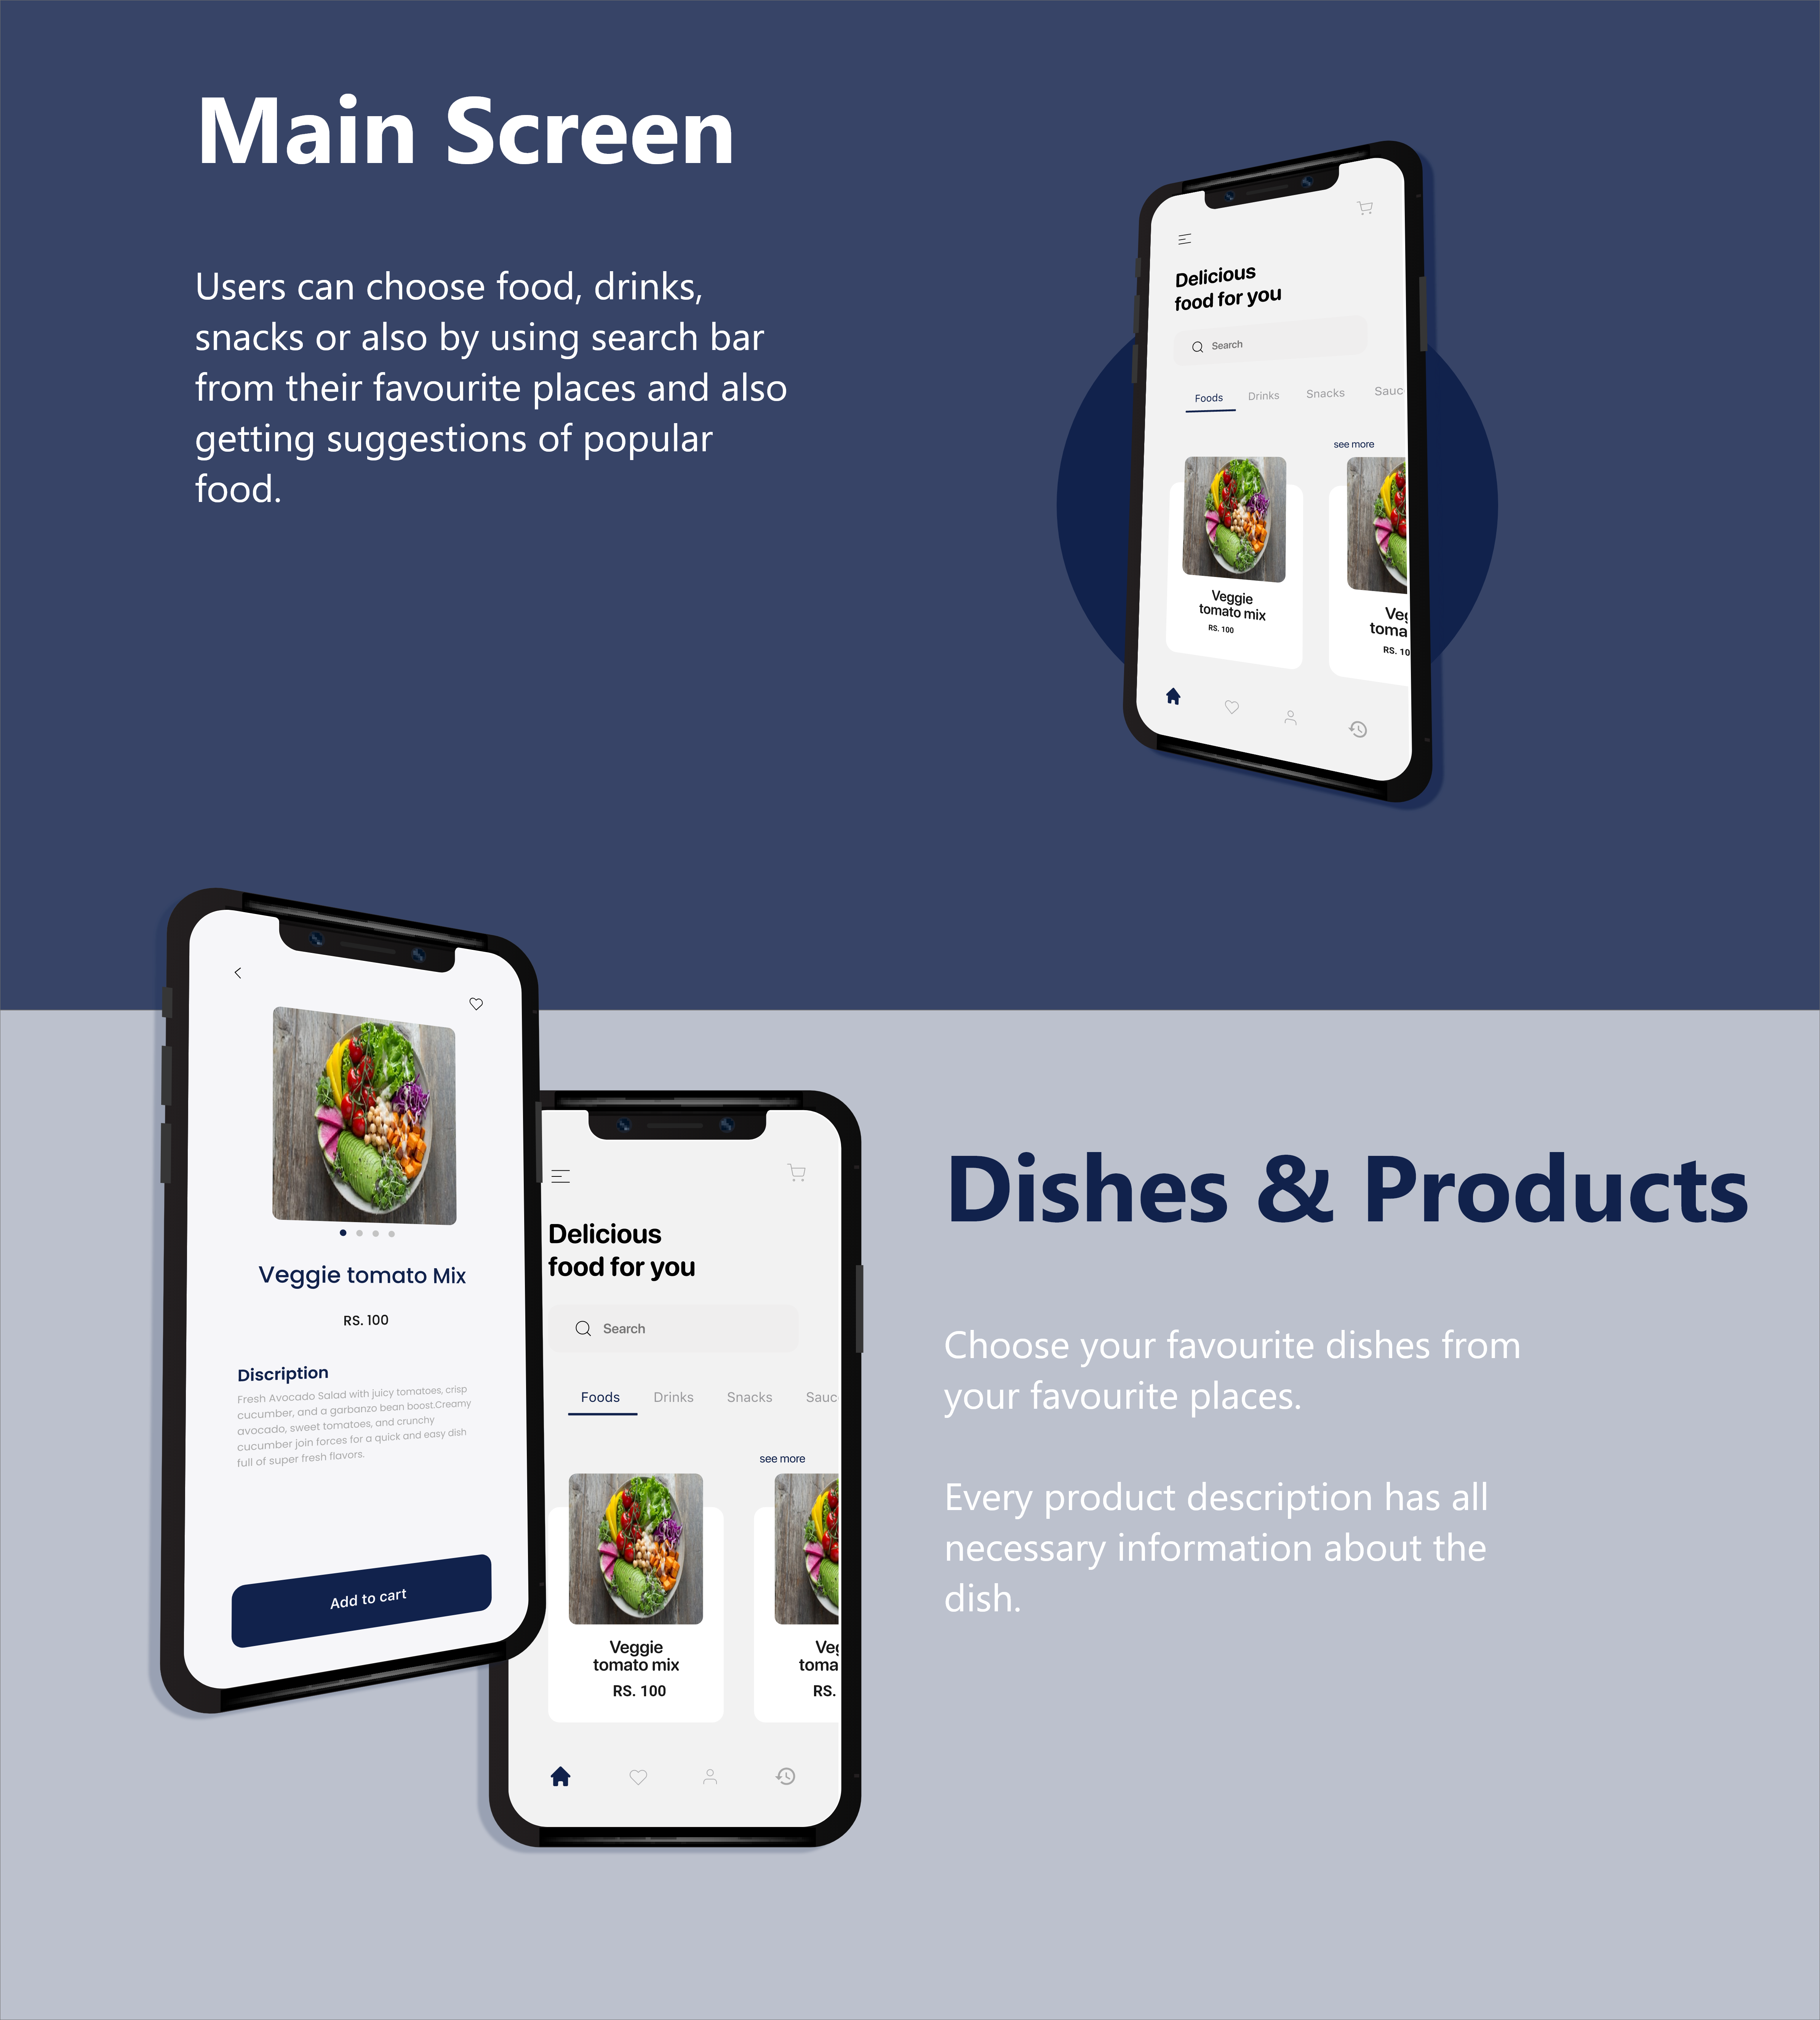 Main Screen
Users can choose food, drinks,
snacks or also by using search bar
from their favourite places and also
getting suggestions of popular
food.
Delicious
food for you
Search
Foods Drinks Snacks Sauc
see more
Veggie
tomato mix
RS. 100
Veg
toma
RS. 10
Veggie tomato Mix
RS. 100
Discription
Fresh Avocado Salad with juicy tomatoes, crisp
cucumber, and a garbanzo bean boost.Creamy
avocado, sweet tomatoes, and crunchy
cucumber join forces for a quick and easy dish
full of super fresh flavors.
Add to cart
Delicious
food for you
Search
Foods Drinks Snacks Sauc
see more
Veggie
tomato mix
RS. 100
Veg
toma
RS.
Dishes & Products
Choose your favourite dishes from
your favourite places.
Every product description has all
necessary information about the
dish.